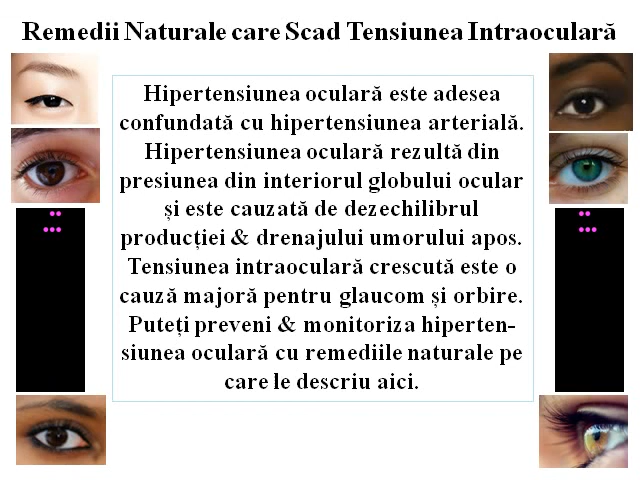 Remedii Naturale care Scad Tensiunea Intraoculară
Hipertensiunea oculară este adesea
confundată cu hipertensiunea arterială.
Hipertensiunea oculară rezultă din
presiunea din interiorul globului ocular
și este cauzată de dezechilibrul
producției & drenajului umorului apos.
Tensiunea intraoculară crescută este o
cauză majoră pentru glaucom și orbire.
Puteți preveni & monitoriza hiperten-
siunea oculară cu remediile naturale pe
care le descriu aici.